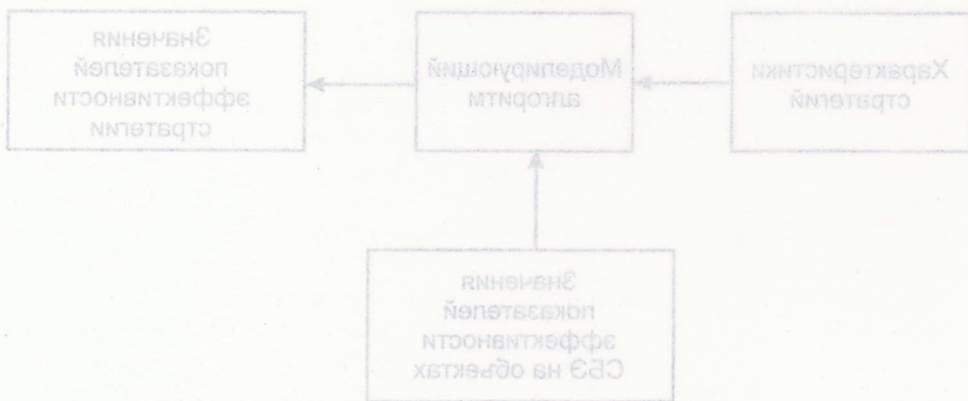 Характеристики
стратегий
Моделирующий
алгоритм
Значения
показателей
эффективности
стратегии
Значения
показателей
эффективности
СБЭ на объектах